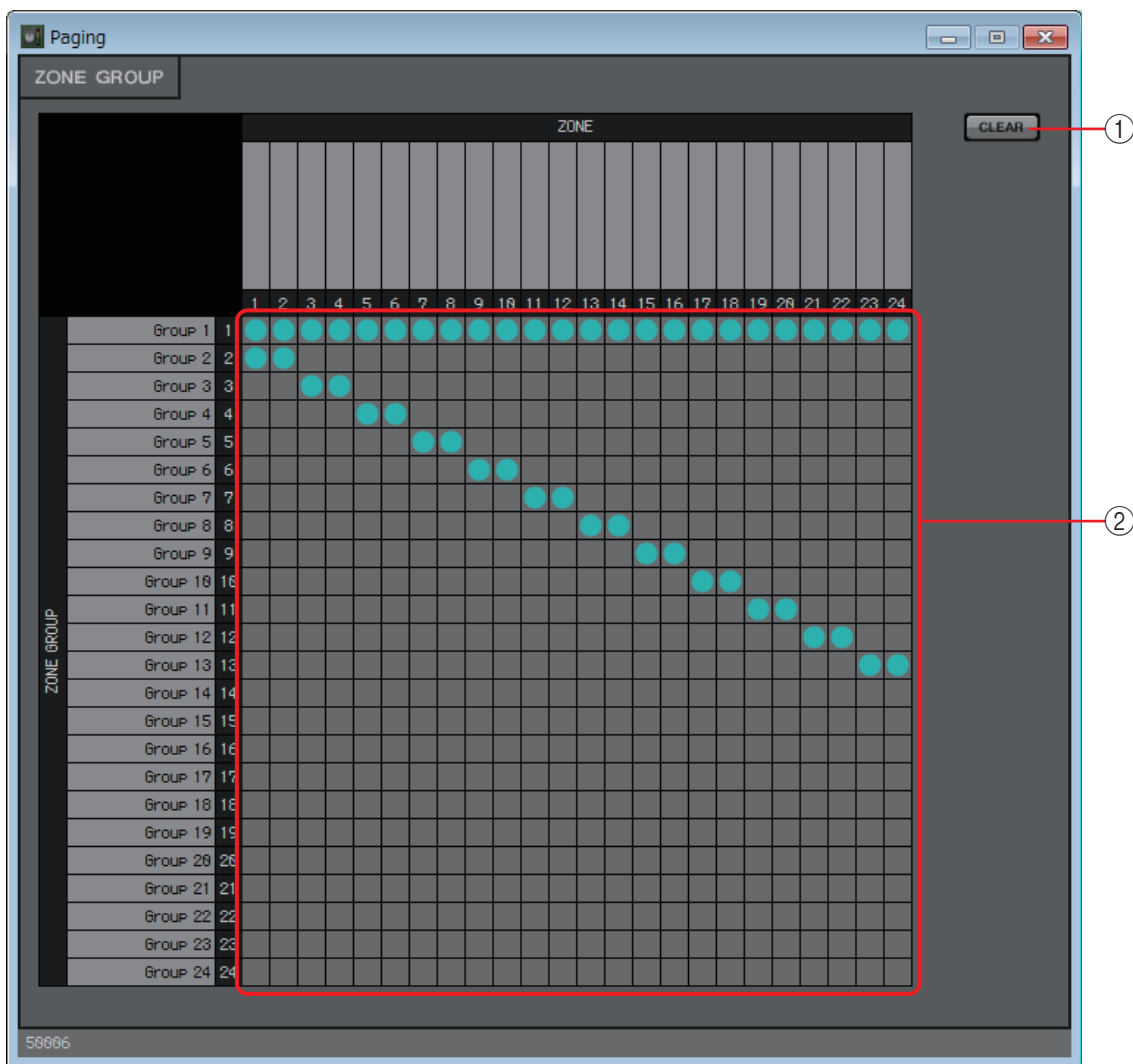 Paging
ZONE GROUP
ZONE
CLEAR
①
1 2 3 4 5 6 7 8 9 10 11 12 13 14 15 16 17 18 19 20 21 22 23 24
Group 1 1
Group 2 2
Group 3 3
Group 4 4
Group 5 5
Group 6 6
Group 7 7
Group 8 8
②
Group 9 9
Group 10 10
Group 11 11
Group 12 12
Group 13 13
Group 14 14
Group 15 15
Group 16 16
Group 17 17
Group 18 18
Group 19 19
Group 20 20
Group 21 21
Group 22 22
Group 23 23
Group 24 24
ZONE GROUP
50006